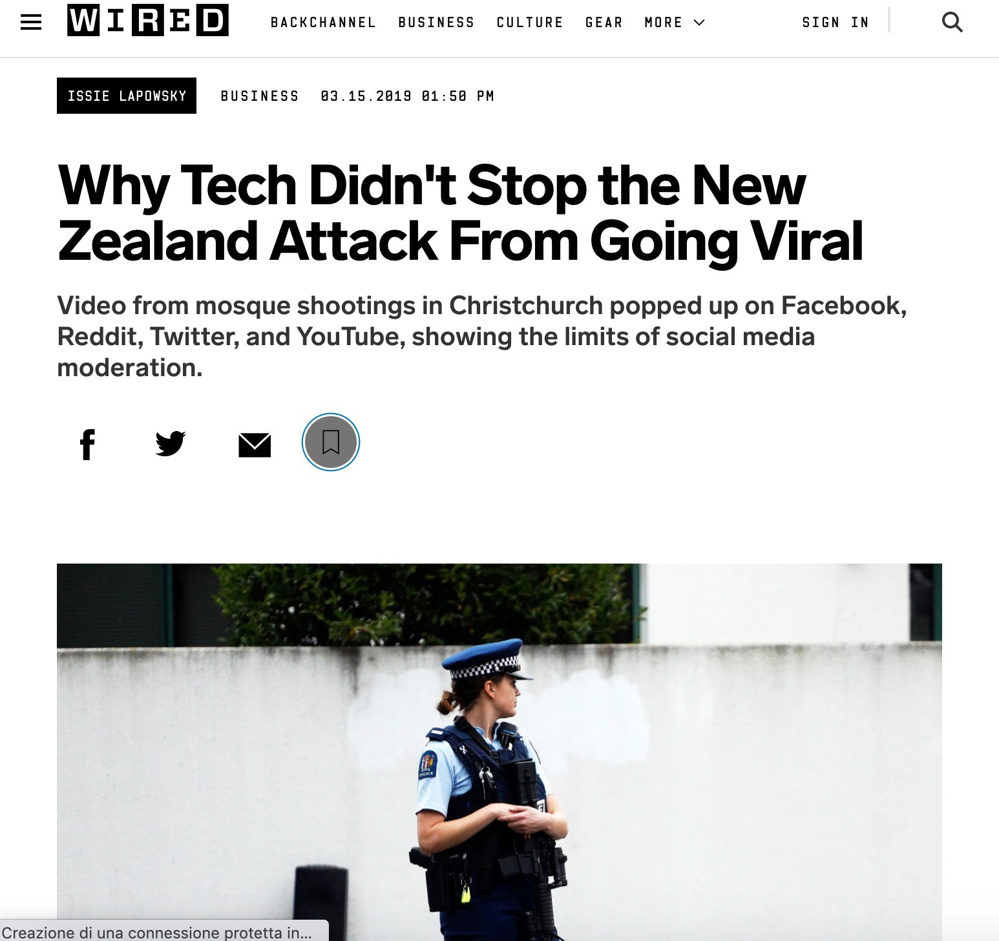 WIRED
BACKCHANNEL BUSINESS CULTURE GEAR MORE SIGN IN
ISSIE LAPOWSKY BUSINESS 03.15.2019 01:50 PM
Why Tech Didn't Stop the New
Zealand Attack From Going Viral
Video from mosque shootings in Christchurch popped up on Facebook,
Reddit, Twitter, and YouTube, showing the limits of social media
moderation.
POLICE
Creazione di una connessione protetta in...